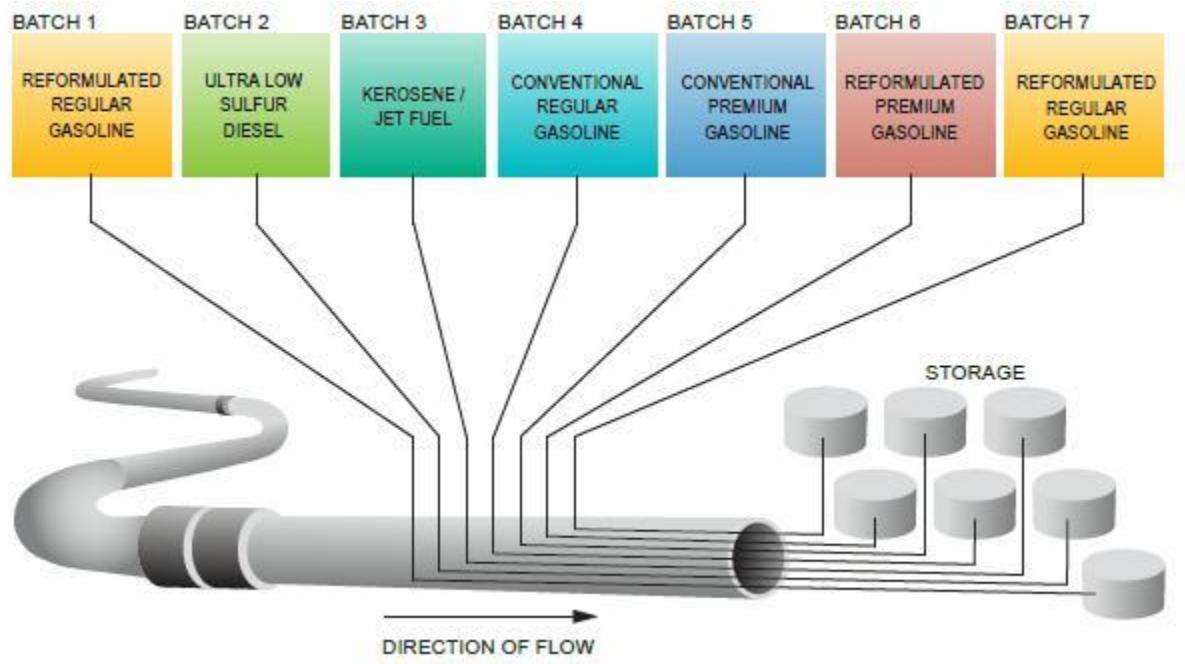 BATCH 1
BATCH 2
BATCH 3
BATCH 4
BATCH 5
BATCH 6
BATCH 7
REFORMULATED
REGULAR
GASOLINE
ULTRA LOW
SULFUR
DIESEL
KEROSENE /
JET FUEL
CONVENTIONAL
REGULAR
GASOLINE
CONVENTIONAL
PREMIUM
GASOLINE
REFORMULATED
PREMIUM
GASOLINE
REFORMULATED
REGULAR
GASOLINE
STORAGE
DIRECTION OF FLOW